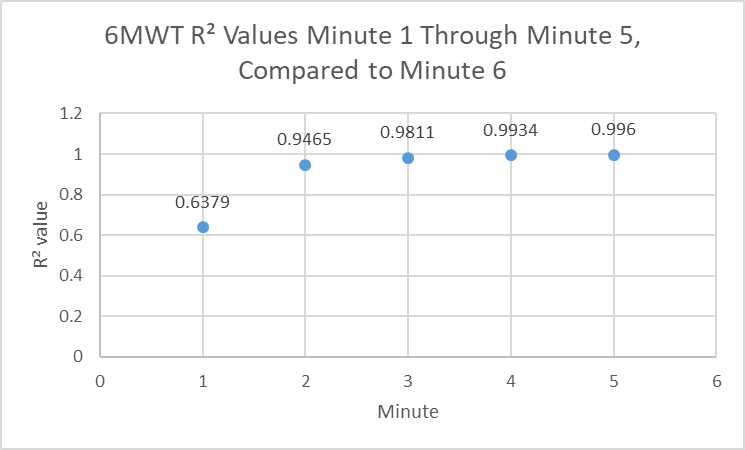 6MWT R² Values Minute 1 Through Minute 5,
Compared to Minute 6
1.2
1
0.8
0.6
0.4
0.2
0
R² value
0.6379
0.9465
0.9811
0.9934
0.996
0 1 2 3 4 5 6
Minute